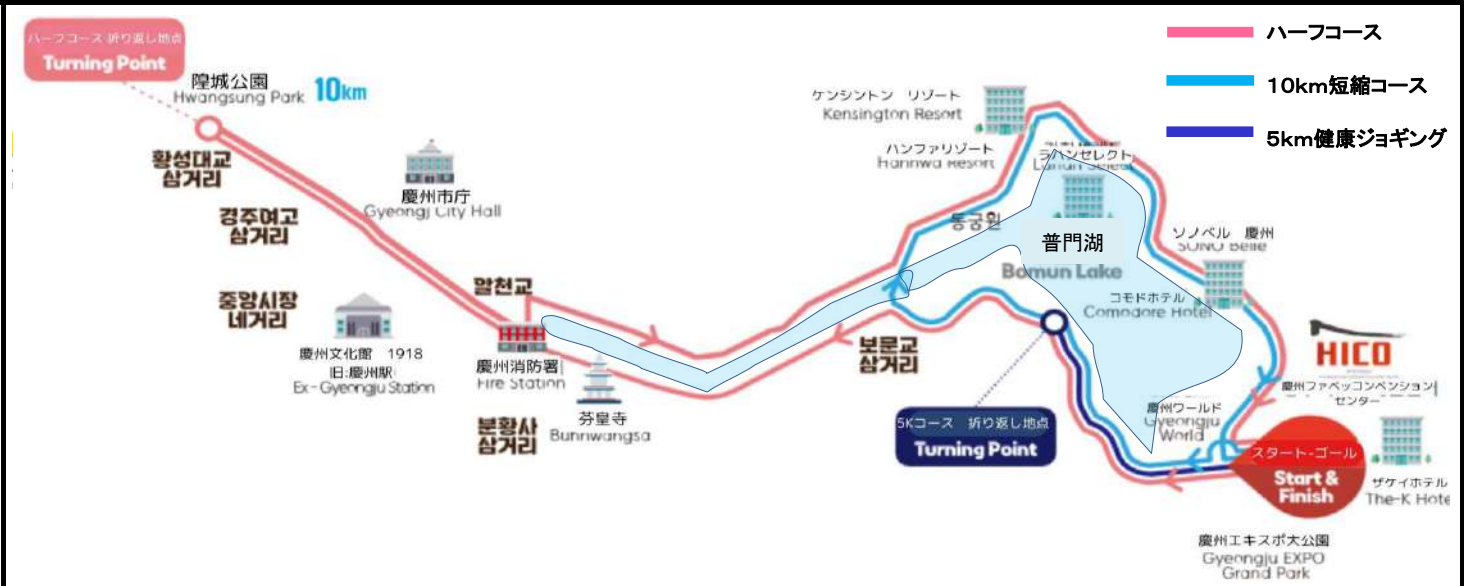 ハーフコース 折り返し地点
Turning Point
隍城公園
Hwangsung Park
10km
황성대교
삼거리
경주여고
삼거리
慶州市庁
Gyeongj City Hall
중앙시장
네거리
慶州文化館 1918
旧:慶州駅
Ex-Gyeongju Station
알천교
慶州消防署
Fire Station
분황사
삼거리
芬皇寺
Bunhwangsa
ケンシントン リゾート
Kensington Resort
ハンファリゾート
Hanhwa Resort
ラハンセレクト
Lahan Select
동궁원
普門湖
Bomun Lake
ソノベル 慶州
SONO Belle
コモドホテル
Comodore Hotel
보문교
삼거리
5Kコース 折り返し地点
Turning Point
HICO
慶州ファベッコンベンション
センター
慶州ワールド
Gyeongju
World
スタート-ゴール
Start &
Finish
ザケイホテル
The-K Hote
慶州エキスポ大公園
Gyeongju EXPO
Grand Park
ハーフコース
10km短縮コース
5km健康ジョギング